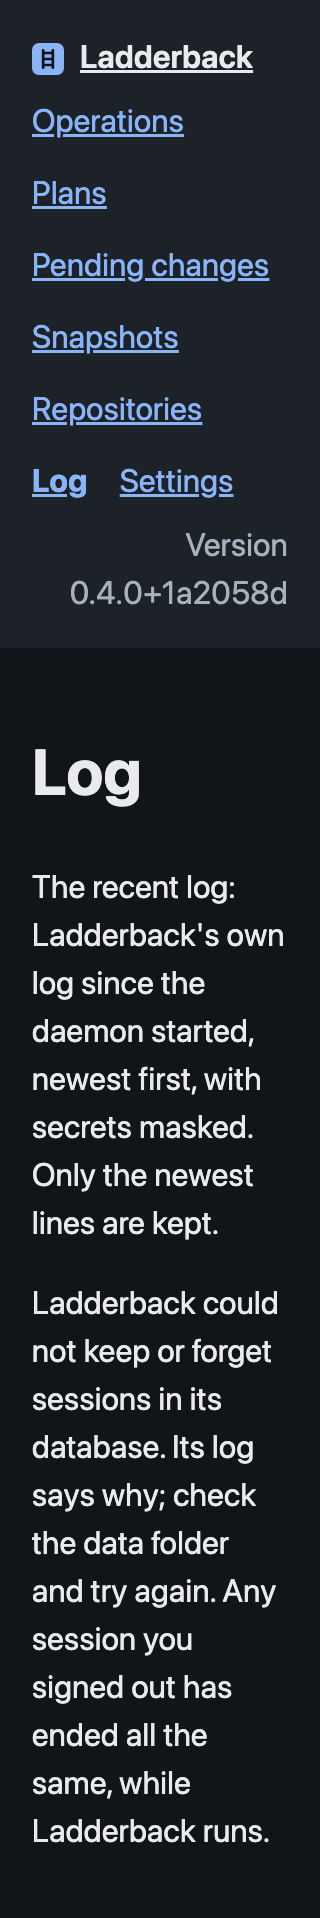 Ladderback
Operations
Plans
Pending changes
Snapshots
Repositories
Log Settings
Version
0.4.0+1a2058d
Log
The recent log:
Ladderback's own
log since the
daemon started,
newest first, with
secrets masked.
Only the newest
lines are kept.
Ladderback could
not keep or forget
sessions in its
database. Its log
says why; check
the data folder
and try again. Any
session you
signed out has
ended all the
same, while
Ladderback runs.